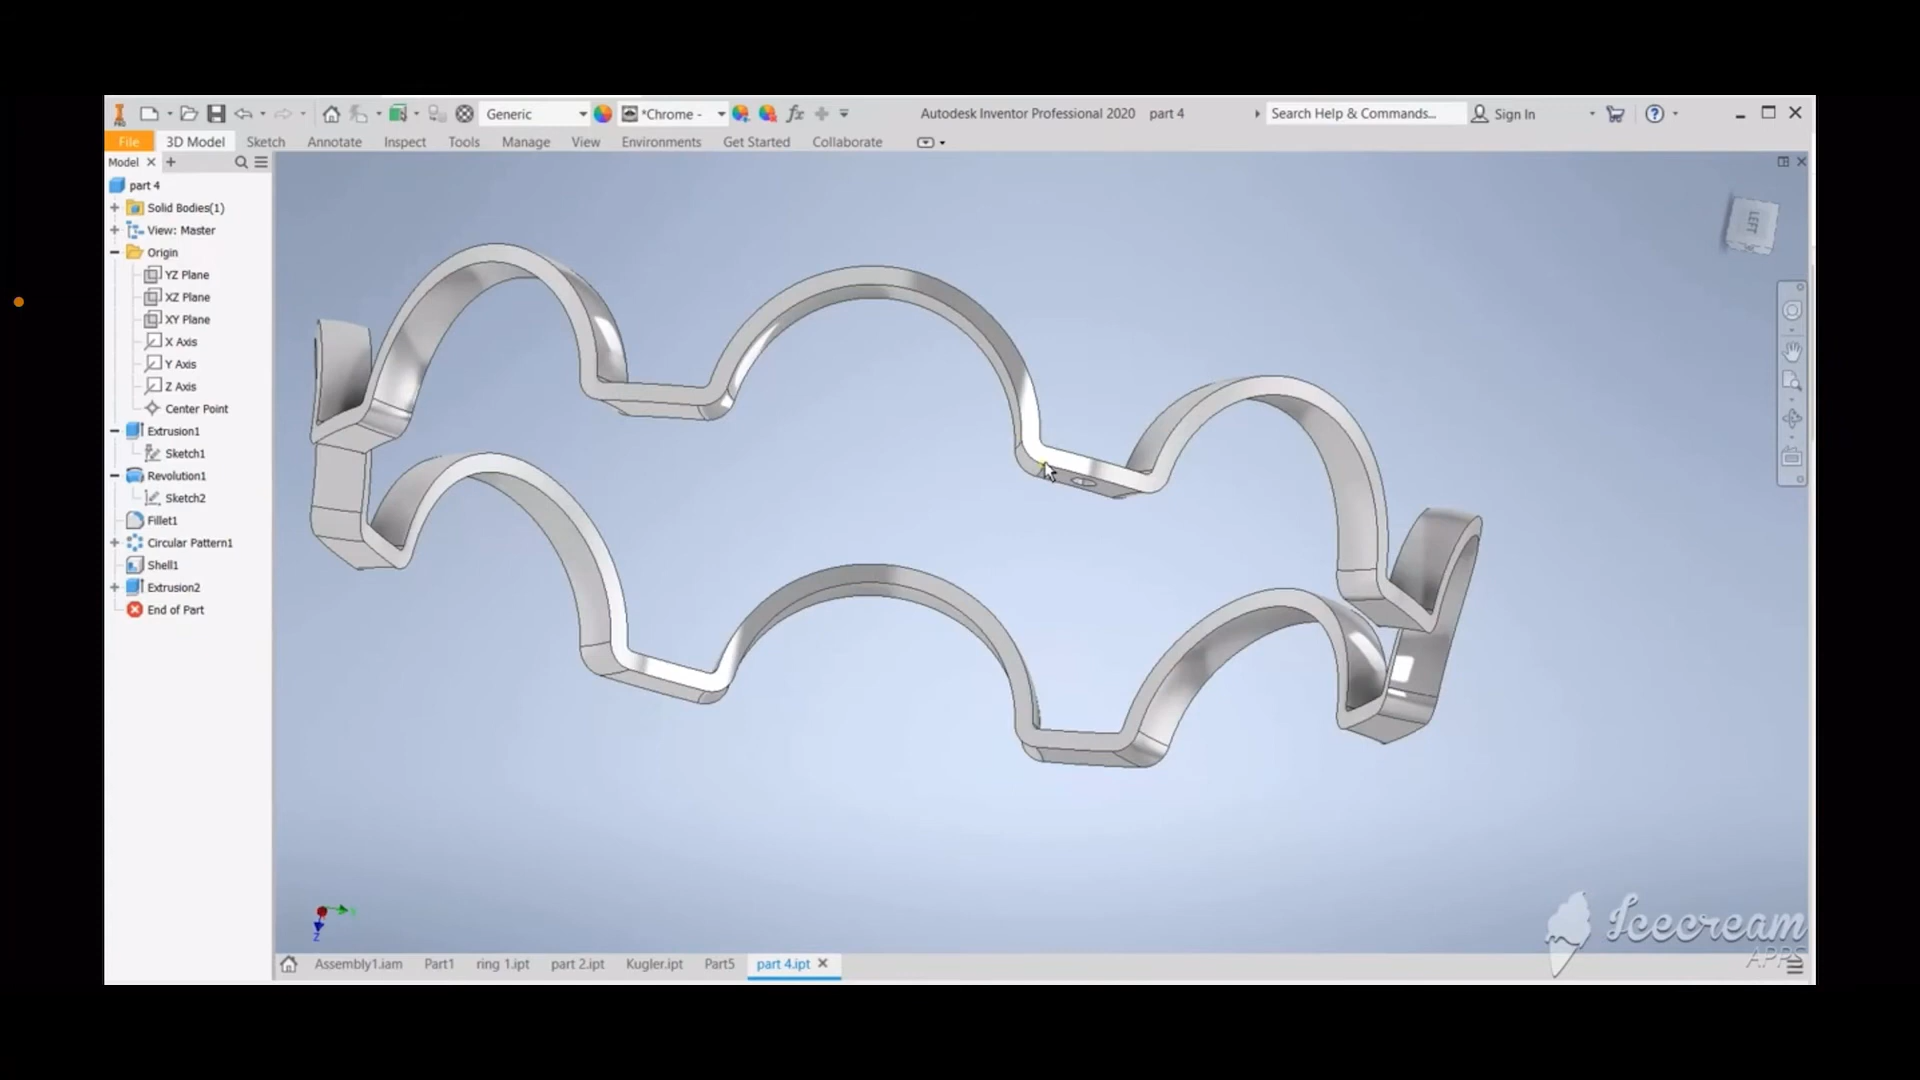 Generic
*Chrome -
Autodesk Inventor Professional 2020 part 4
Search Help & Commands...
Sign In
File 3D Model Sketch Annotate Inspect Tools Manage View Environments Get Started Collaborate
Model
part 4
Solid Bodies(1)
View: Master
Origin
YZ Plane
XZ Plane
XY Plane
X Axis
Y Axis
Z Axis
Center Point
Extrusion1
Sketch1
Revolution1
Sketch2
Fillet1
Circular Pattern1
Shell1
Extrusion2
End of Part
LEFT
Z
Icecream
APPS
Assembly1.iam Part1 ring 1.ipt part 2.ipt Kugler.ipt Part5 part 4.ipt